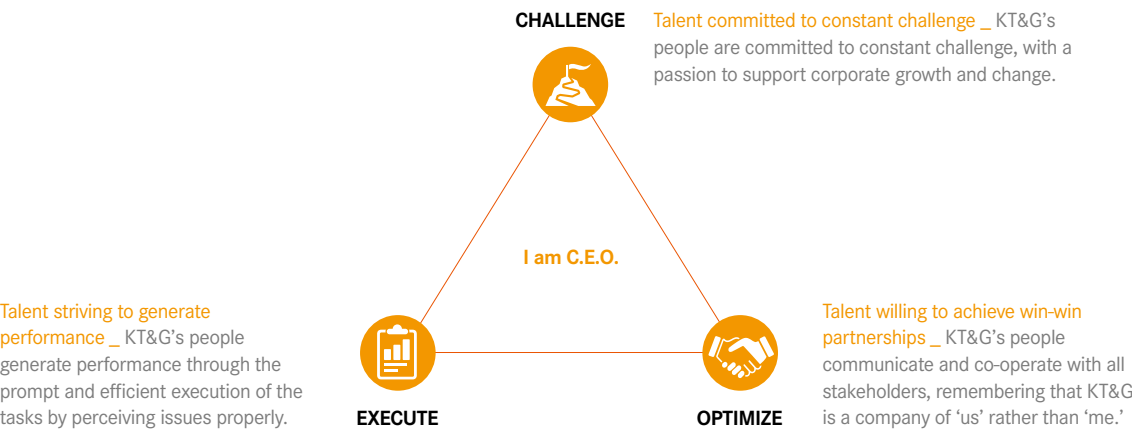 CHALLENGE
Talent committed to constant challenge _ KT&G's
people are committed to constant challenge, with a
passion to support corporate growth and change.
I am C.E.O.
Talent striving to generate
performance _ KT&G's people
generate performance through the
prompt and efficient execution of the
tasks by perceiving issues properly.
EXECUTE
OPTIMIZE
Talent willing to achieve win-win
partnerships _ KT&G's people
communicate and co-operate with all
stakeholders, remembering that KT&G
is a company of ‘us’ rather than ‘me.’